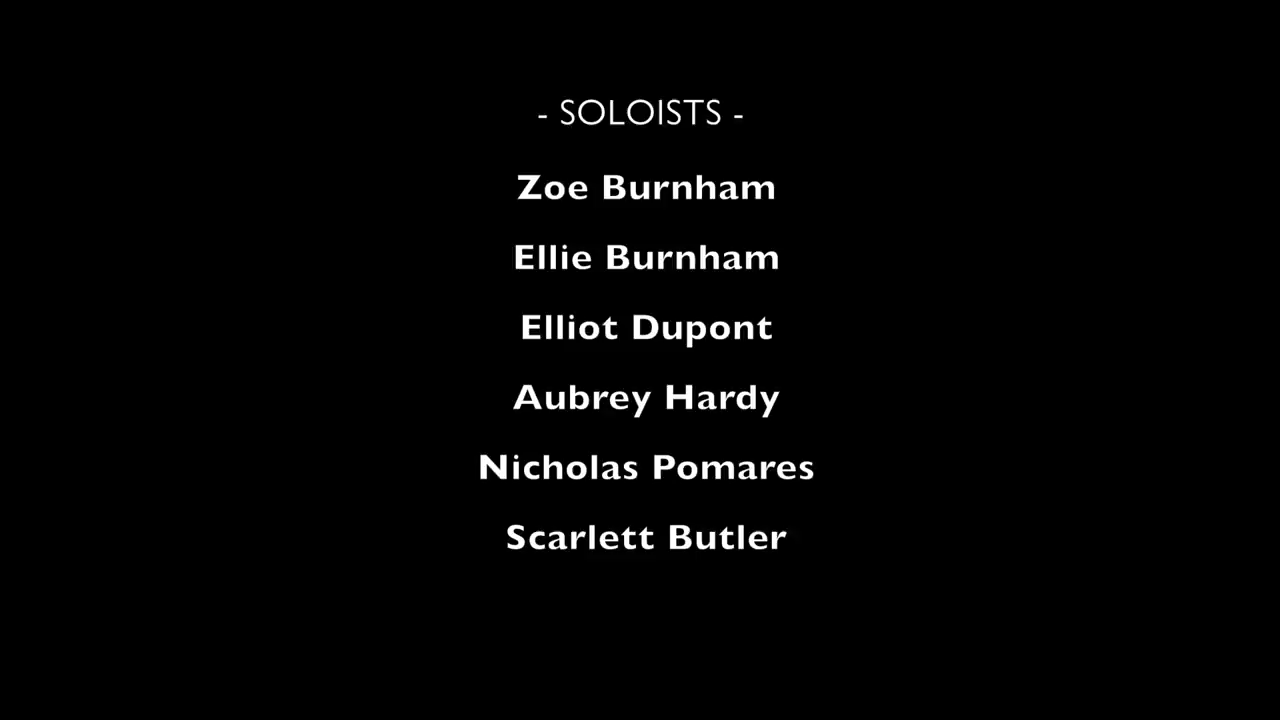 - SOLOISTS -
Zoe Burnham
Ellie Burnham
Elliot Dupont
Aubrey Hardy
Nicholas Pomares
Scarlett Butler